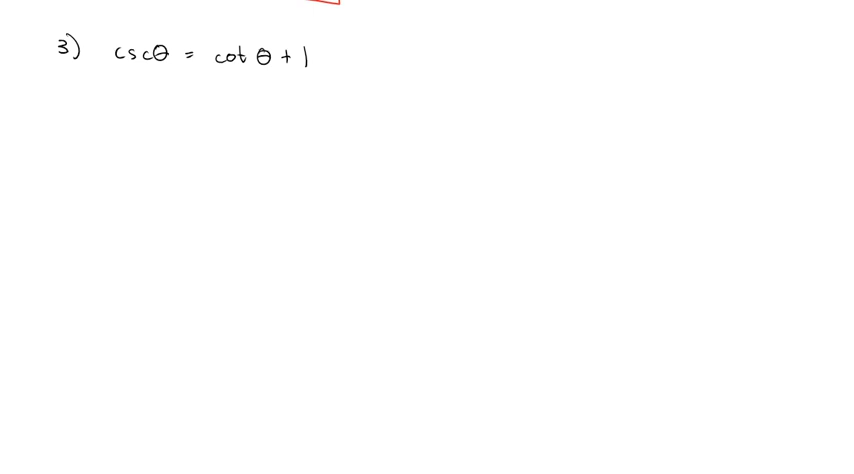 3) cscθ = cot θ + 1